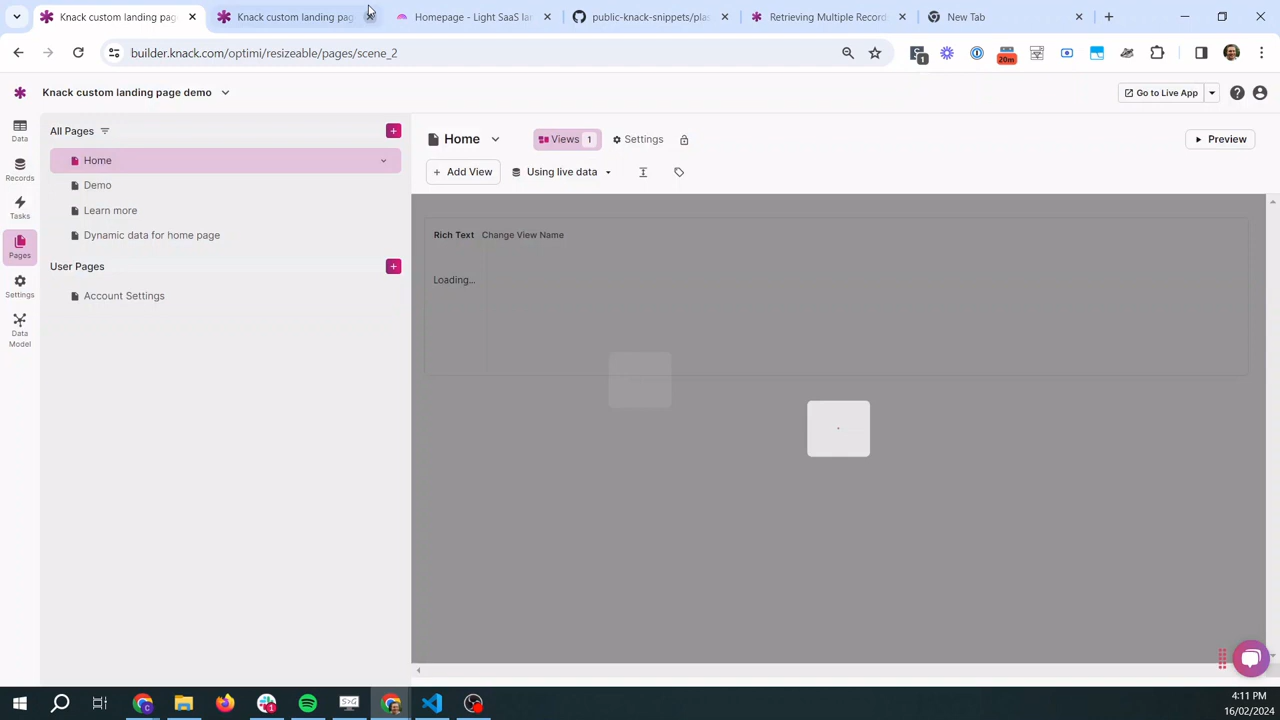 Knack custom landing pag
Knack custom landing pag
Homepage - Light SaaS lan
public-knack-snippets/plas
Retrieving Multiple Record
New Tab
builder.knack.com/optimi/resizeable/pages/scene_2
1
20m
Knack custom landing page demo
Go to Live App
Data
Records
Tasks
Pages
Settings
Data
Model
All Pages
Home
Demo
Learn more
Dynamic data for home page
User Pages
Account Settings
Home
Views 1
Settings
Preview
+ Add View
Using live data
Rich Text Change View Name
Loading...
4:11 PM
16/02/2024